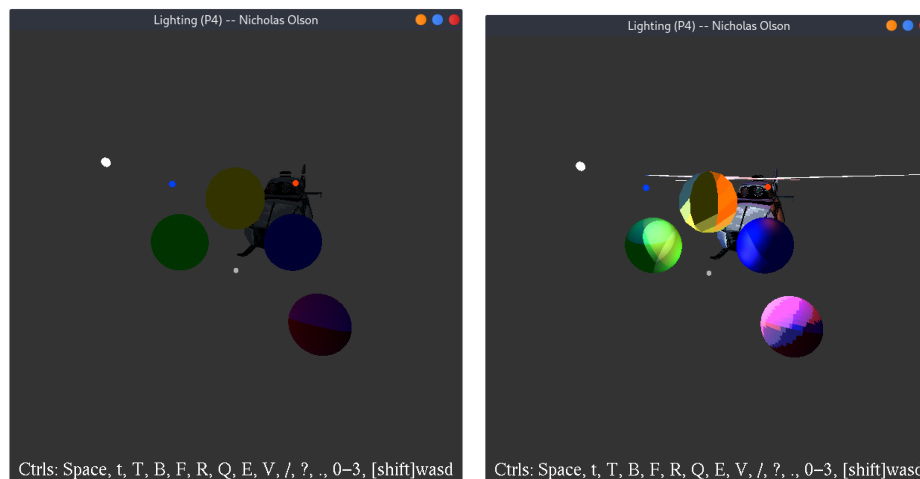 Lighting (P4) -- Nicholas Olson
Ctrls: Space, t, T, B, F, R, Q, E, V, /, ?, ., 0−3, [shift]wasd
Lighting (P4) -- Nicholas Olson
Ctrls: Space, t, T, B, F, R, Q, E, V, /, ?, ., 0−3, [shift]wasd